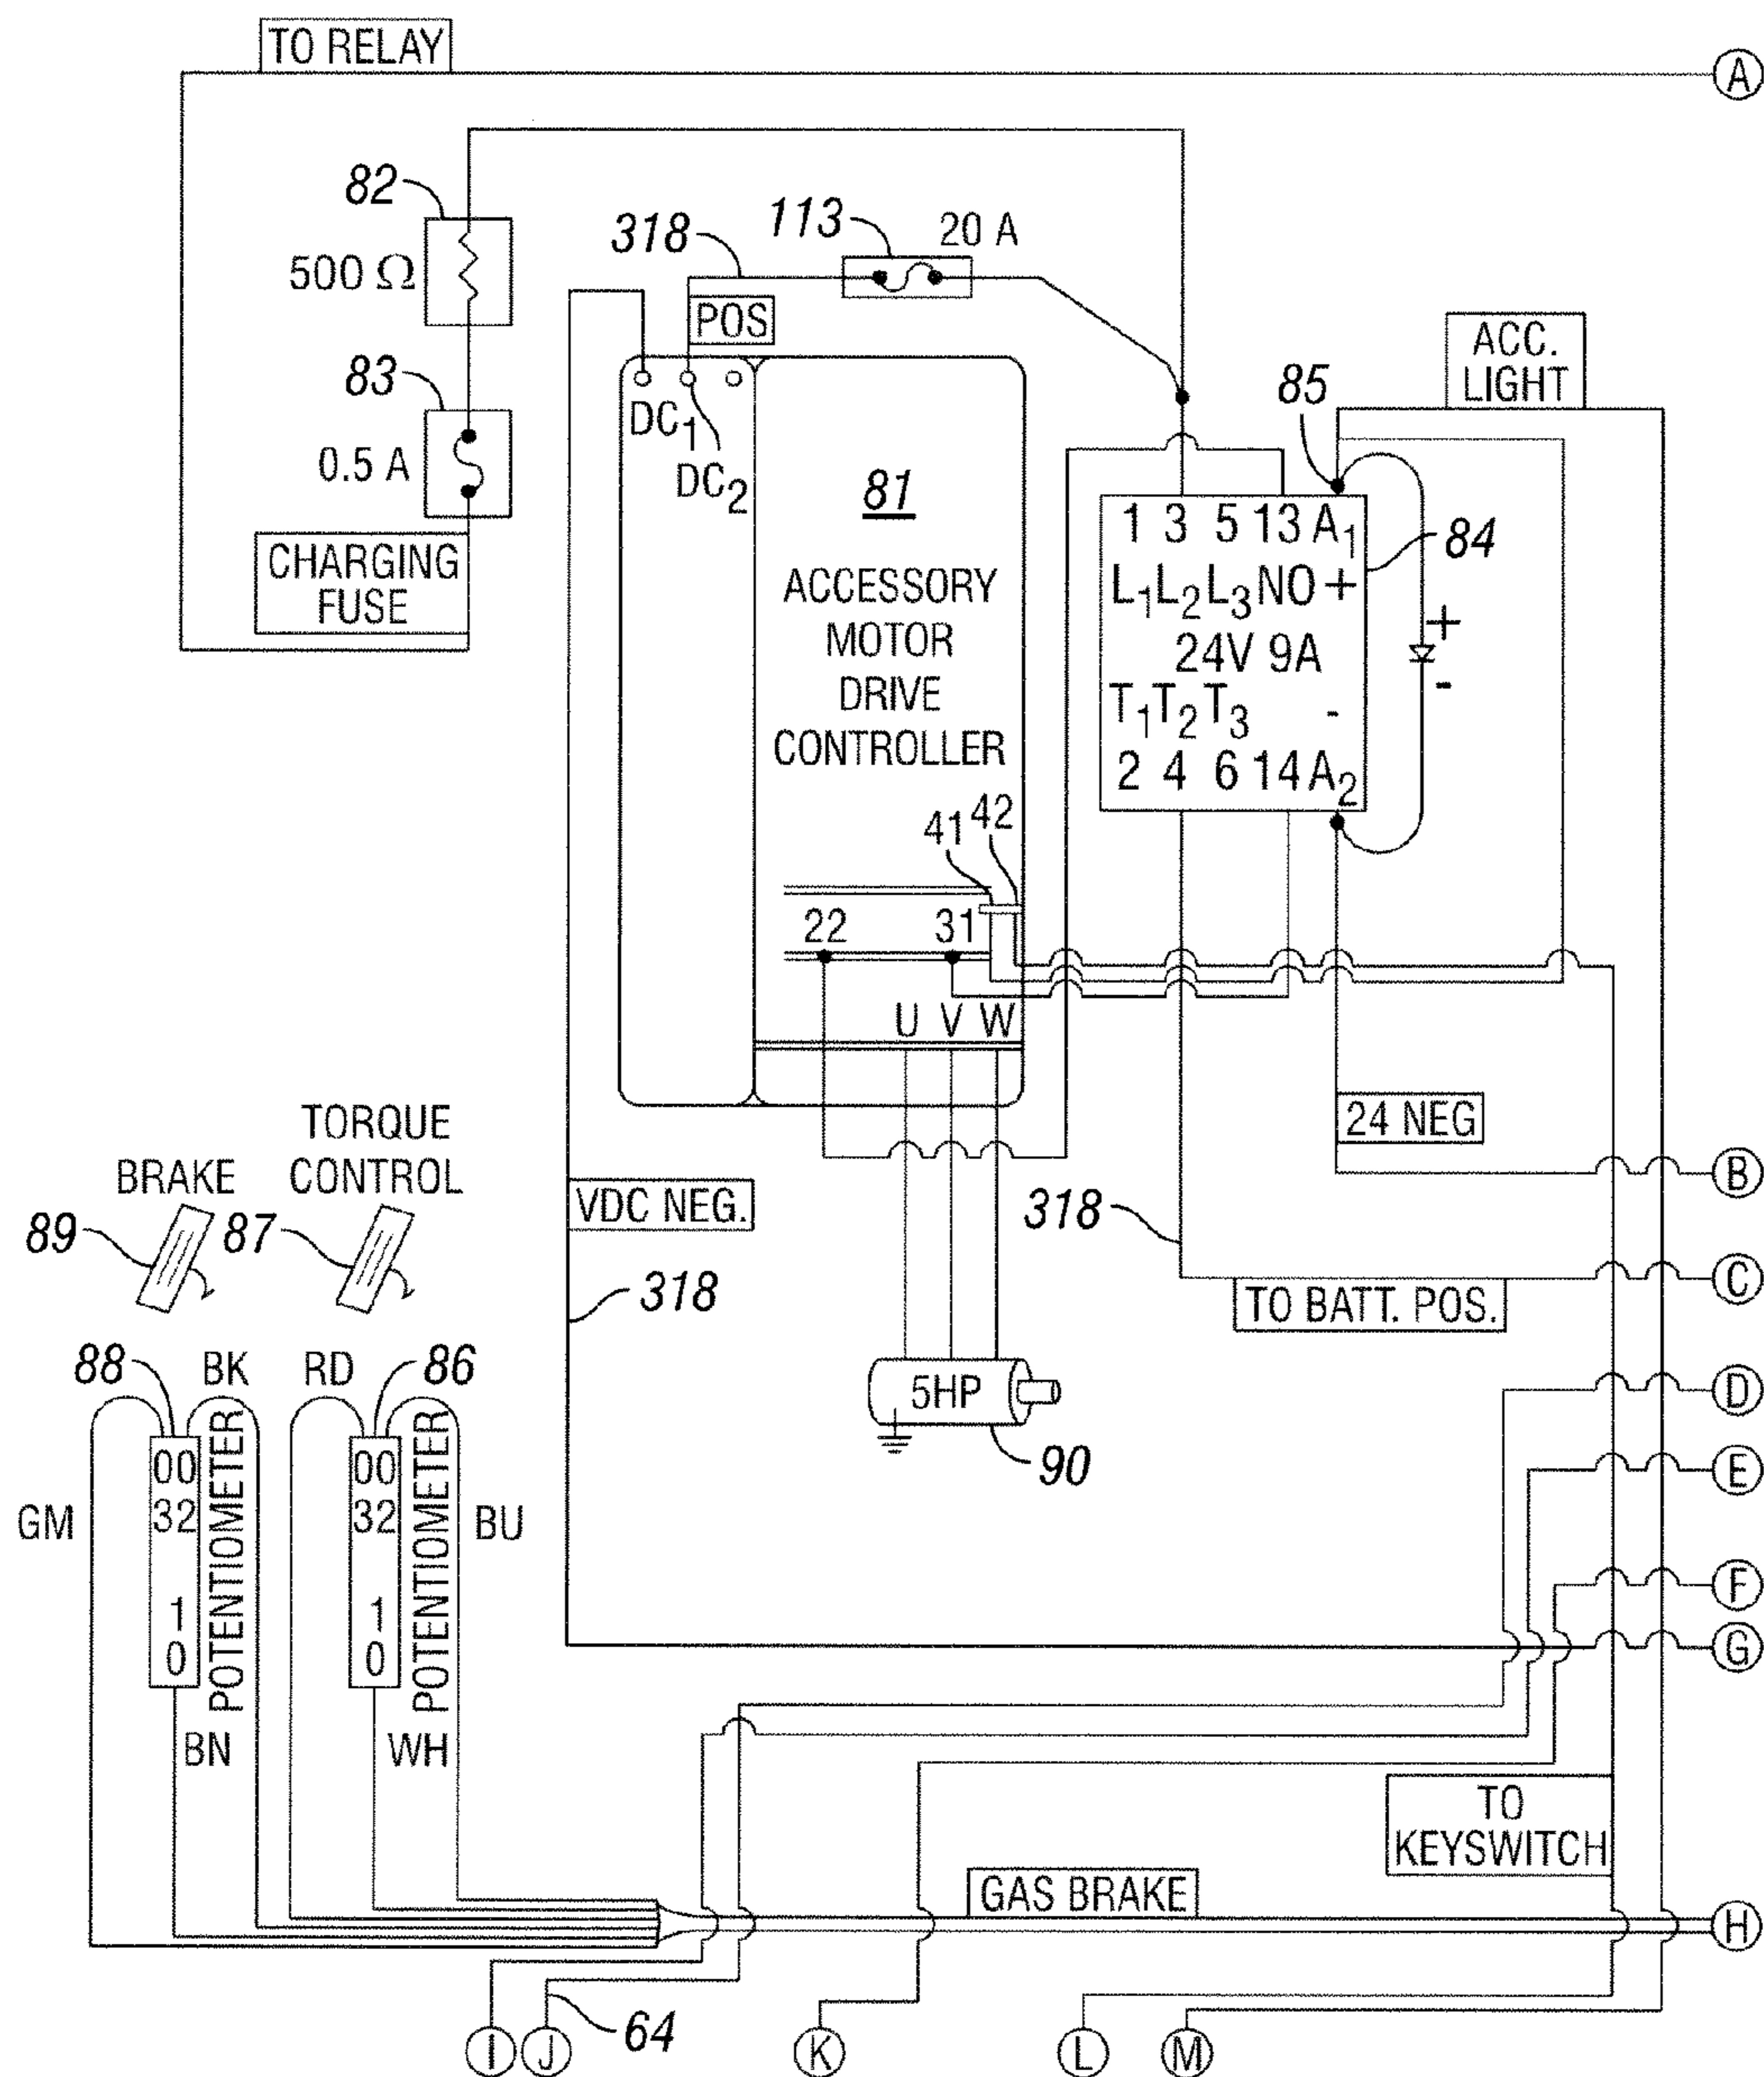 TO RELAY
A
82
500 Ω
318
113
20 A
POS
83
0.5 A
CHARGING
FUSE
DC1
DC2
81
ACCESSORY
MOTOR
DRIVE
CONTROLLER
85
ACC.
LIGHT
1 3 5 13 A1
84
L1 L2 L3 NO +
24V 9A
T1 T2 T3 -
2 4 6 14 A2
+
-
41 42
22 31
U V W
24 NEG
B
BRAKE
TORQUE
CONTROL
89
87
VDC NEG.
318
318
C
TO BATT. POS.
88
BK
RD
86
5HP
90
D
E
00
32
1
0
POTENTIOMETER
GM
BN
00
32
1
0
POTENTIOMETER
BU
WH
F
G
TO
KEYSWITCH
GAS BRAKE
H
64
I
J
K
L
M